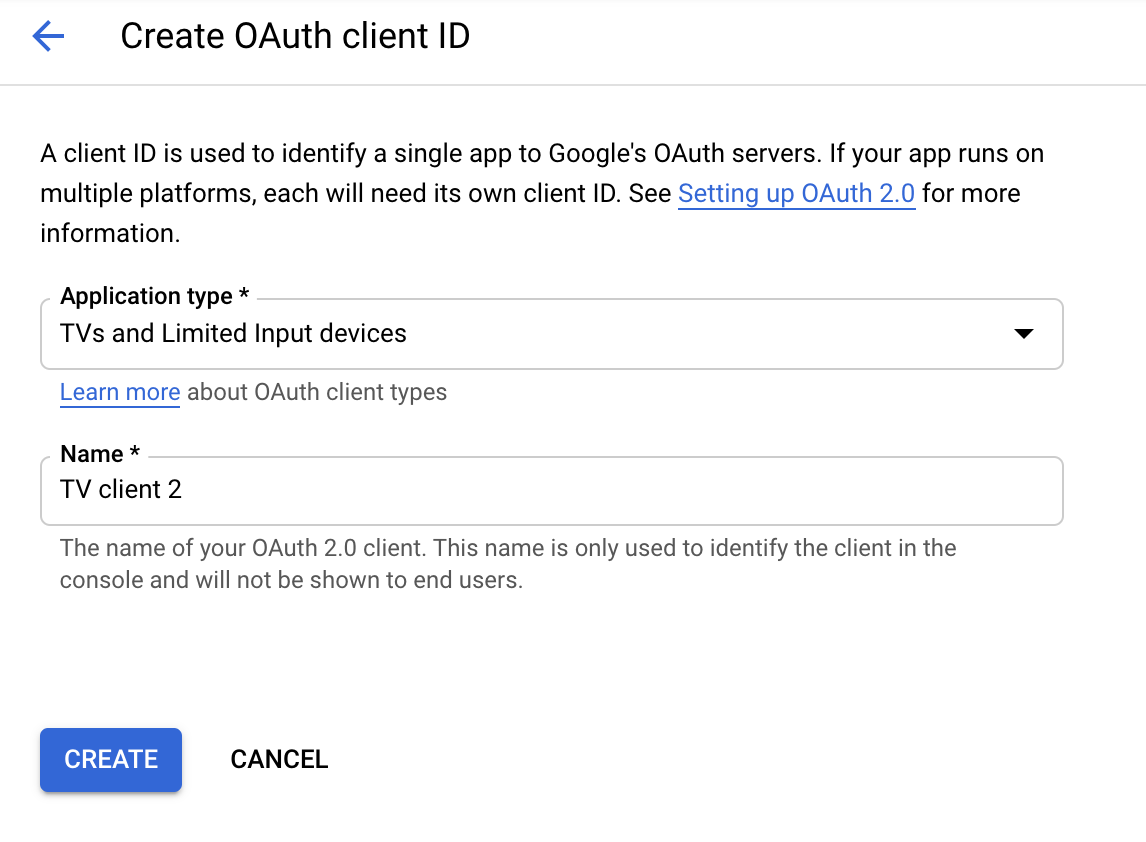 Create OAuth client ID
A client ID is used to identify a single app to Google's OAuth servers. If your app runs on
multiple platforms, each will need its own client ID. See Setting up OAuth 2.0 for more
information.
Application type *
TVs and Limited Input devices
Learn more about OAuth client types
Name *
TV client 2
The name of your OAuth 2.0 client. This name is only used to identify the client in the
console and will not be shown to end users.
CREATE CANCEL